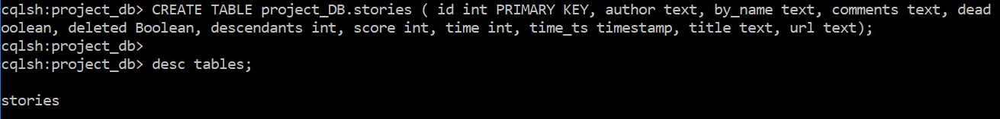 cqlsh:project_db> CREATE TABLE project_DB.stories ( id int PRIMARY KEY, author text, by_name text, comments text, dead
oolean, deleted Boolean, descendants int, score int, time int, time_ts timestamp, title text, url text);
cqlsh:project_db>
cqlsh:project_db> desc tables;
stories